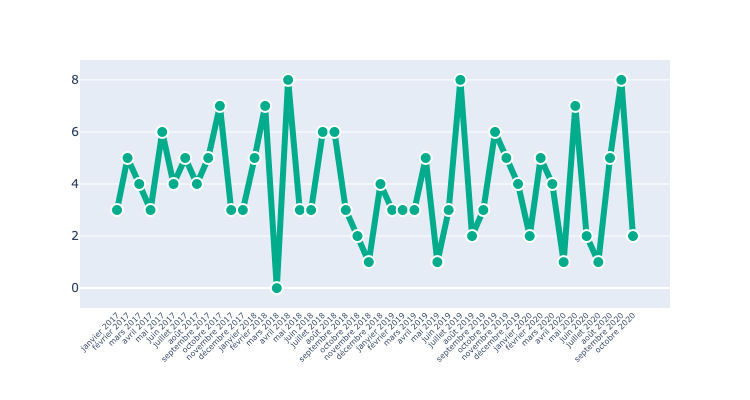 8
6
4
2
0
janvier 2017
février 2017
mars 2017
avril 2017
mai 2017
juin 2017
juillet 2017
août 2017
septembre 2017
octobre 2017
novembre 2017
décembre 2017
janvier 2018
février 2018
mars 2018
avril 2018
mai 2018
juin 2018
juillet 2018
août 2018
septembre 2018
octobre 2018
novembre 2018
décembre 2018
janvier 2019
février 2019
mars 2019
avril 2019
mai 2019
juin 2019
juillet 2019
août 2019
septembre 2019
octobre 2019
novembre 2019
décembre 2019
janvier 2020
février 2020
mars 2020
avril 2020
mai 2020
juin 2020
juillet 2020
août 2020
septembre 2020
octobre 2020